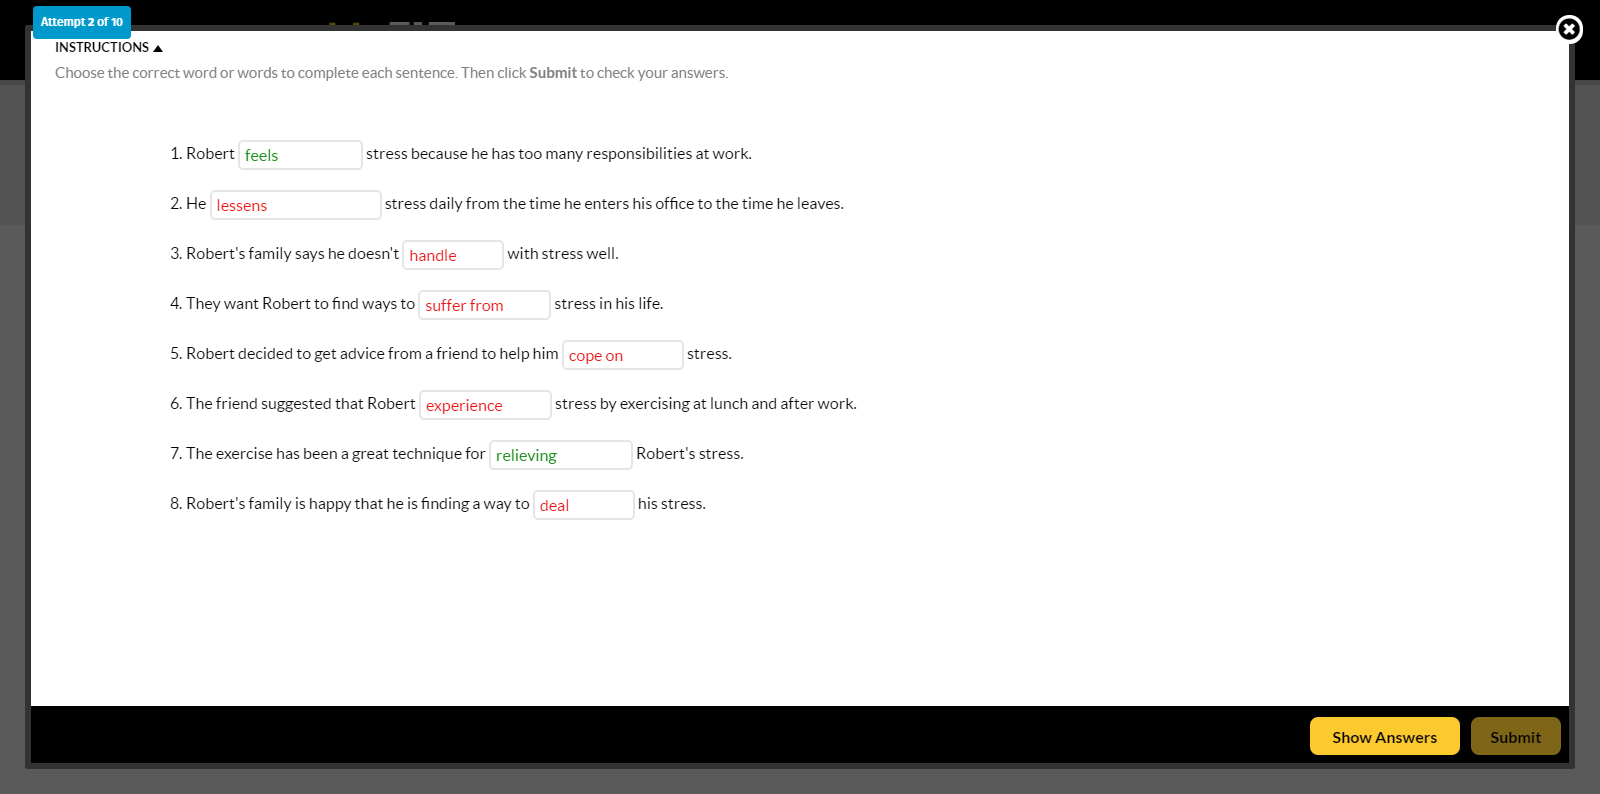 Attempt 2 of 10
INSTRUCTIONS ▲
Choose the correct word or words to complete each sentence. Then click Submit to check your answers.
1. Robert feels stress because he has too many responsibilities at work.
2. He lessens stress daily from the time he enters his office to the time he leaves.
3. Robert's family says he doesn't handle with stress well.
4. They want Robert to find ways to suffer from stress in his life.
5. Robert decided to get advice from a friend to help him cope on stress.
6. The friend suggested that Robert experience stress by exercising at lunch and after work.
7. The exercise has been a great technique for relieving Robert's stress.
8. Robert's family is happy that he is finding a way to deal his stress.
Show Answers Submit